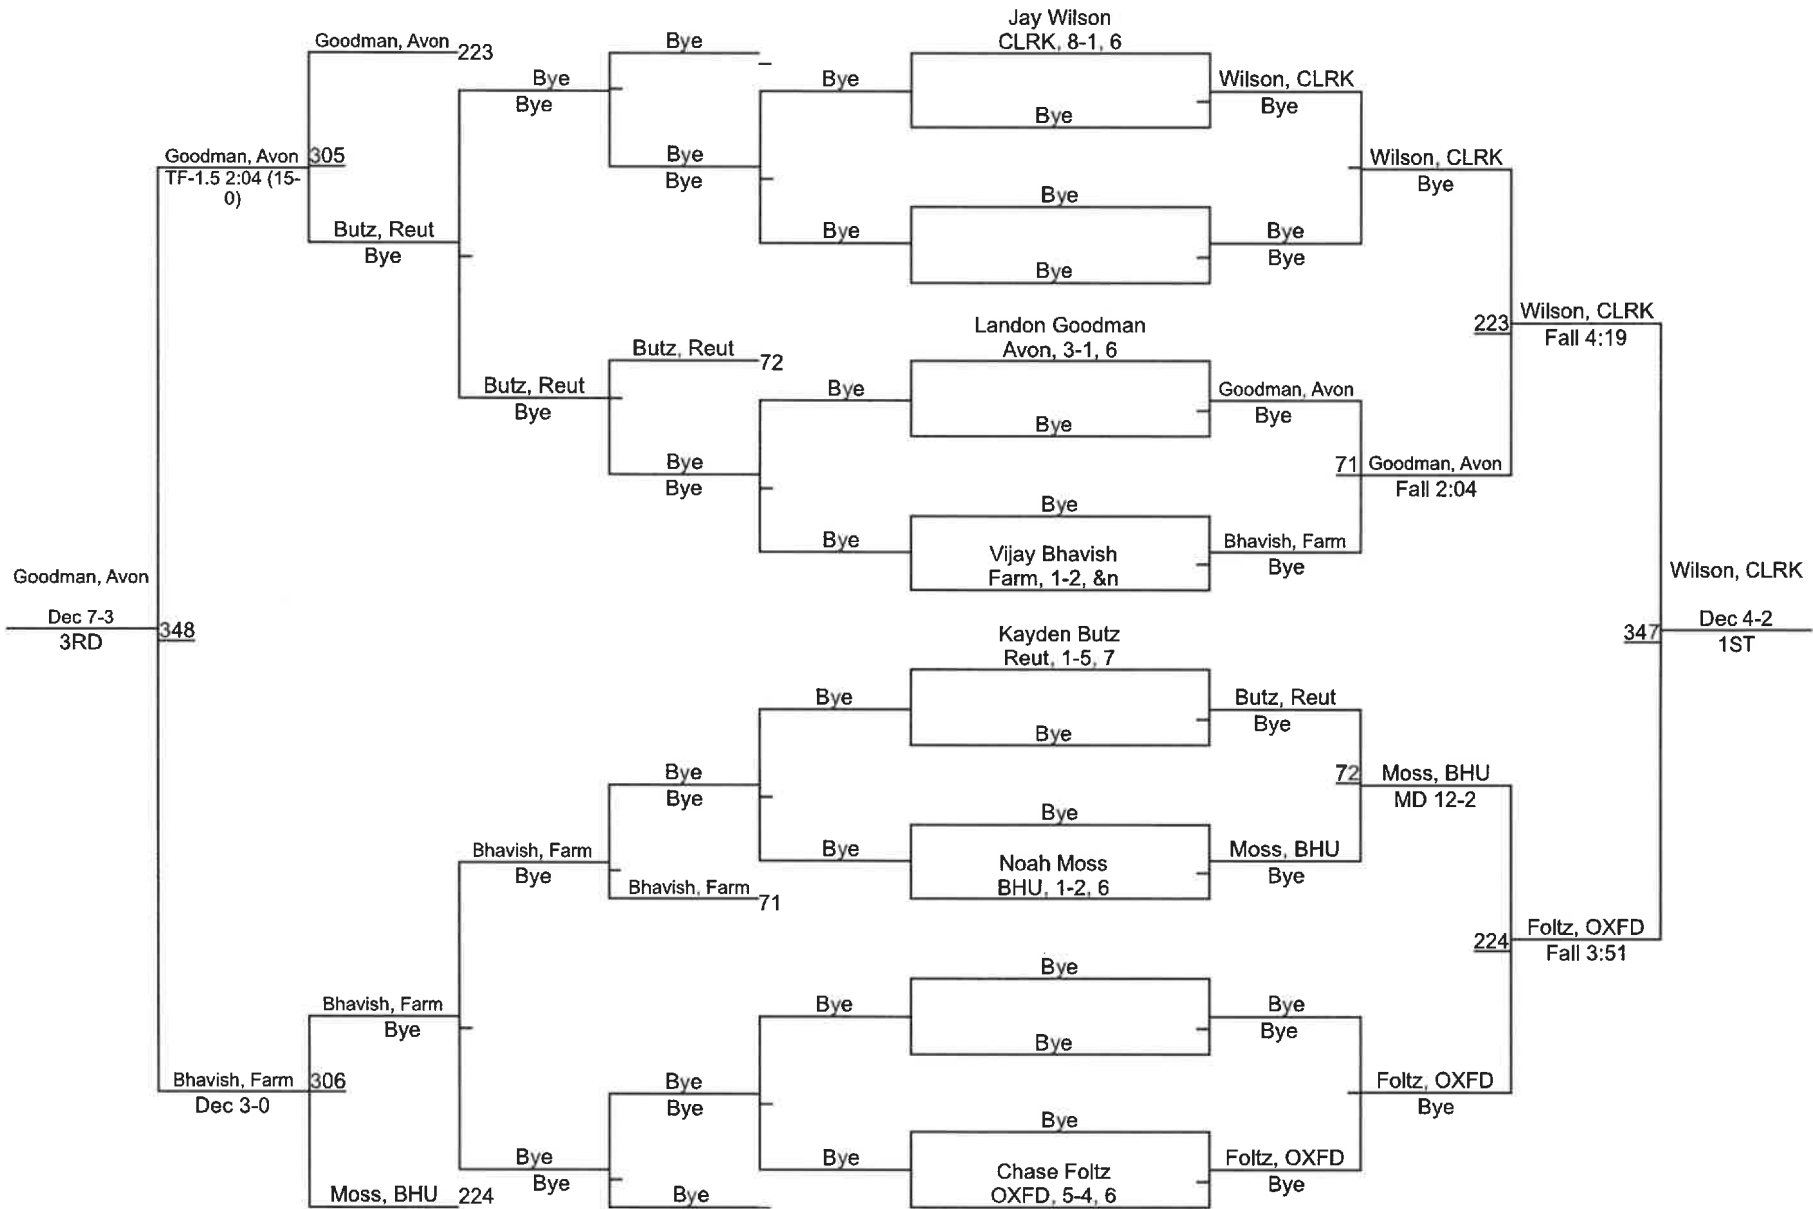 Jay Wilson
CLRK, 8-1, 6
Goodman, Avon
223
Bye
Bye
Bye
Bye
Wilson, CLRK
Bye
Bye
Goodman, Avon
305
TF-1.5 2:04 (15-
0)
Bye
Bye
Wilson, CLRK
Bye
Bye
Butz, Reut
Bye
Bye
Bye
Bye
Bye
Landon Goodman
Avon, 3-1, 6
223
Wilson, CLRK
Fall 4:19
Butz, Reut
72
Butz, Reut
Bye
Bye
Goodman, Avon
Bye
Bye
Bye
Bye
71
Goodman, Avon
Fall 2:04
Bye
Bye
Vijay Bhavish
Farm, 1-2, &n
Bhavish, Farm
Bye
Goodman, Avon
Dec 7-3
3RD
348
Wilson, CLRK
Dec 4-2
1ST
347
Kayden Butz
Reut, 1-5, 7
Bye
Bye
Butz, Reut
Bye
Bye
Bye
72
Moss, BHU
MD 12-2
Bye
Bhavish, Farm
Bye
Bye
Noah Moss
BHU, 1-2, 6
Moss, BHU
Bye
Bhavish, Farm
71
224
Foltz, OXFD
Fall 3:51
Bye
Bhavish, Farm
Bye
Bye
Bye
Bye
Bye
Bhavish, Farm
306
Dec 3-0
Bye
Bye
Foltz, OXFD
Bye
Bye
Bye
Bye
Bye
Chase Foltz
OXFD, 5-4, 6
Foltz, OXFD
Bye
Moss, BHU
224
Bye